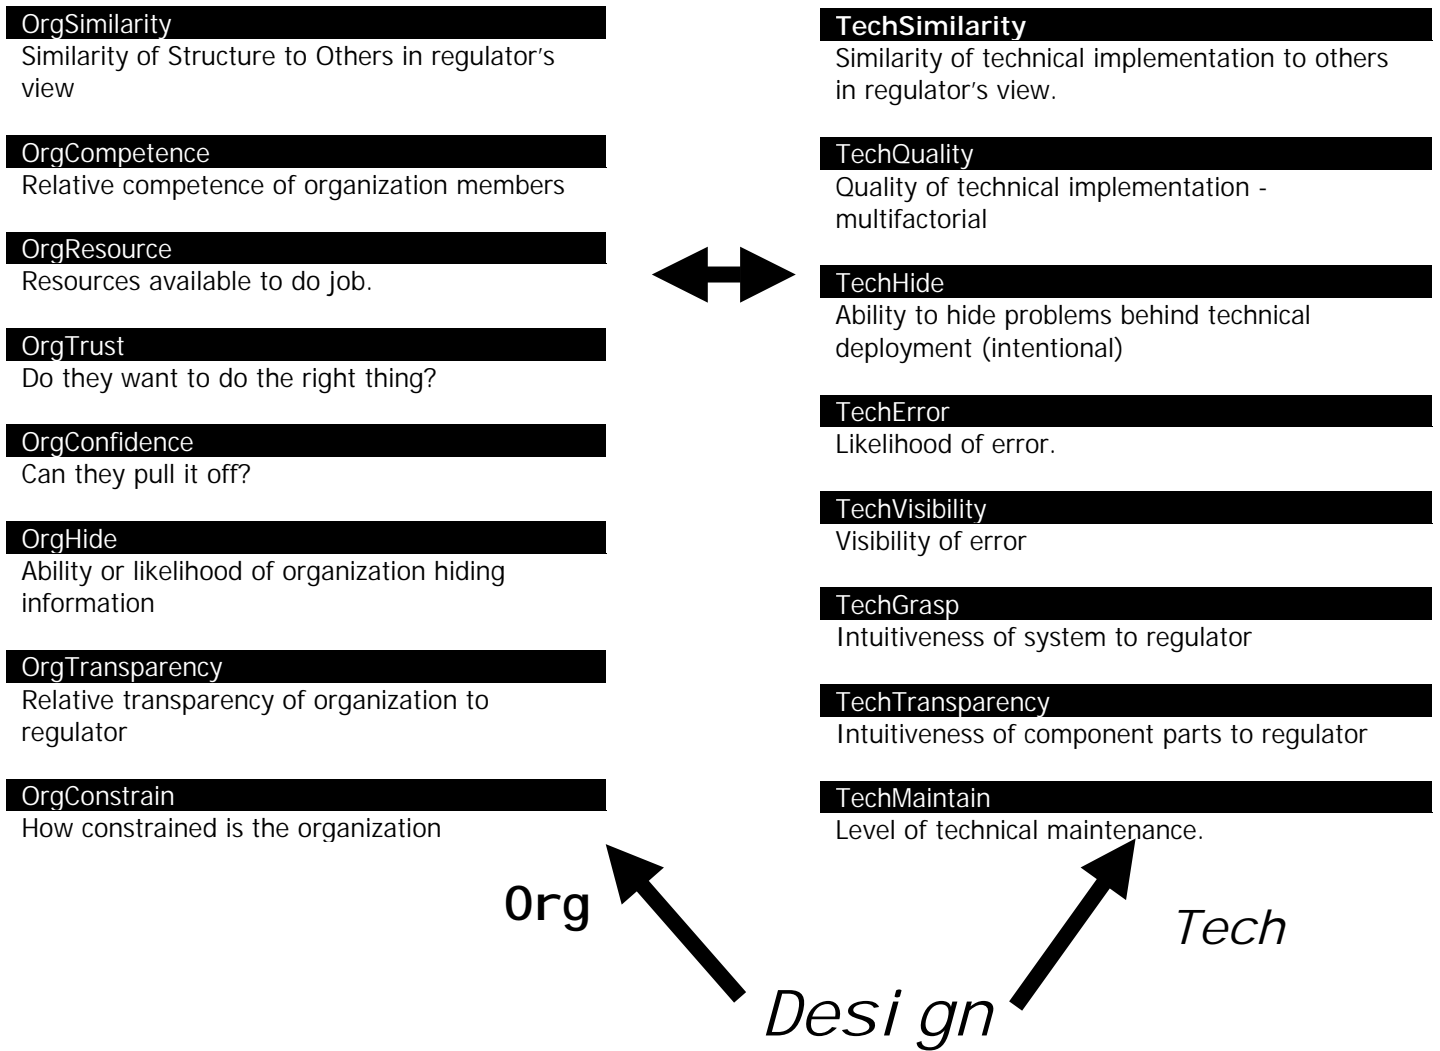 OrgSimilarity
Similarity of Structure to Others in regulator's
view
OrgCompetence
Relative competence of organization members
OrgResource
Resources available to do job.
OrgTrust
Do they want to do the right thing?
OrgConfidence
Can they pull it off?
OrgHide
Ability or likelihood of organization hiding
information
OrgTransparency
Relative transparency of organization to
regulator
OrgConstrain
How constrained is the organization
TechSimilarity
Similarity of technical implementation to others
in regulator's view.
TechQuality
Quality of technical implementation -
multifactorial
TechHide
Ability to hide problems behind technical
deployment (intentional)
TechError
Likelihood of error.
TechVisibility
Visibility of error
TechGrasp
Intuitiveness of system to regulator
TechTransparency
Intuitiveness of component parts to regulator
TechMaintain
Level of technical maintenance.
Org
Tech
Design